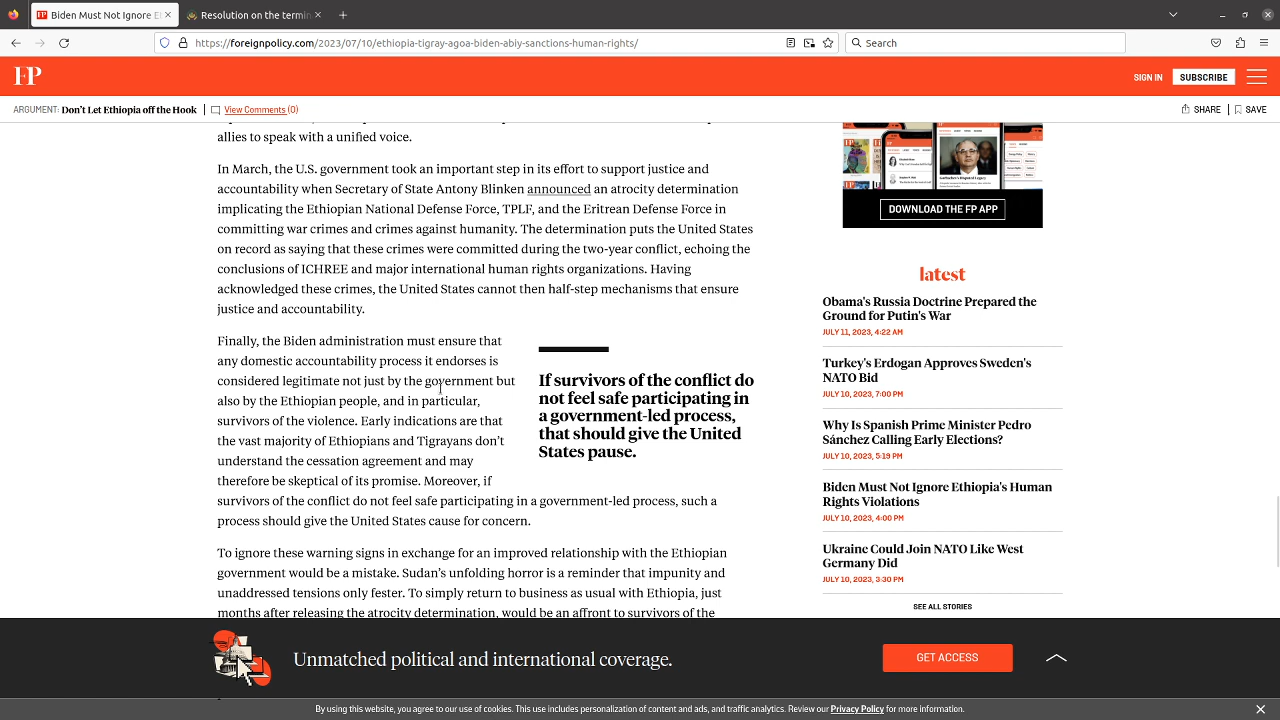 Biden Must Not Ignore E
Resolution on the termin
https://foreignpolicy.com/2023/07/10/ethiopia-tigray-agoa-biden-abiy-sanctions-human-rights/
Search
FP
SIGN IN
SUBSCRIBE
ARGUMENT: Don't Let Ethiopia off the Hook
View Comments (0)
SHARE
SAVE
allies to speak with a unified voice.
In March, the U.S. government took an important step in its effort to support justice and
accountability when Secretary of State Antony Blinken announced an atrocity determination
implicating the Ethiopian National Defense Force, TPLF, and the Eritrean Defense Force in
committing war crimes and crimes against humanity. The determination puts the United States
on record as saying that these crimes were committed during the two-year conflict, echoing the
conclusions of ICHREE and major international human rights organizations. Having
acknowledged these crimes, the United States cannot then half-step mechanisms that ensure
justice and accountability.
Finally, the Biden administration must ensure that
any domestic accountability process it endorses is
considered legitimate not just by the government but
also by the Ethiopian people, and in particular,
survivors of the violence. Early indications are that
the vast majority of Ethiopians and Tigrayans don't
understand the cessation agreement and may
therefore be skeptical of its promise. Moreover, if
survivors of the conflict do not feel safe participating in a government-led process, such a
process should give the United States cause for concern.
If survivors of the conflict do
not feel safe participating in
a government-led process,
that should give the United
States pause.
To ignore these warning signs in exchange for an improved relationship with the Ethiopian
government would be a mistake. Sudan's unfolding horror is a reminder that impunity and
unaddressed tensions only fester. To simply return to business as usual with Ethiopia, just
months after releasing the atrocity determination, would be an affront to survivors of the
DOWNLOAD THE FP APP
latest
Obama's Russia Doctrine Prepared the
Ground for Putin's War
JULY 11, 2023, 4:22 AM
Turkey's Erdogan Approves Sweden's
NATO Bid
JULY 10, 2023, 7:00 PM
Why Is Spanish Prime Minister Pedro
Sánchez Calling Early Elections?
JULY 10, 2023, 5:19 PM
Biden Must Not Ignore Ethiopia's Human
Rights Violations
JULY 10, 2023, 4:00 PM
Ukraine Could Join NATO Like West
Germany Did
JULY 10, 2023, 3:30 PM
SEE ALL STORIES
Unmatched political and international coverage.
GET ACCESS
By using this website, you agree to our use of cookies. This use includes personalization of content and ads, and traffic analytics. Review our Privacy Policy for more information.